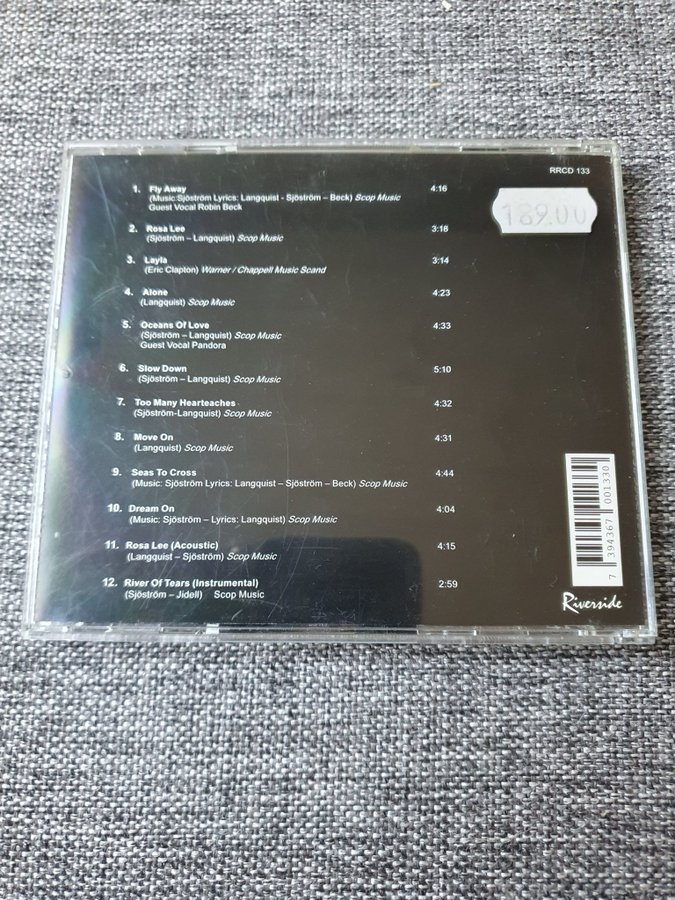 RRCD 133
189.00
1. Fly Away 4:16
(Music:Sjöström Lyrics: Langquist - Sjöström – Beck) Scop Music
Guest Vocal Robin Beck
2. Rosa Lee 3:18
(Sjöström – Langquist) Scop Music
3. Layla 3:14
(Eric Clapton) Warner / Chappell Music Scand
4. Alone 4:23
(Langquist) Scop Music
5. Oceans Of Love 4:33
(Sjöström – Langquist) Scop Music
Guest Vocal Pandora
6. Slow Down 5:10
(Sjöström – Langquist) Scop Music
7. Too Many Hearteaches 4:32
(Sjöström-Langquist) Scop Music
8. Move On 4:31
(Langquist) Scop Music
9. Seas To Cross 4:44
(Music: Sjöström Lyrics: Langquist – Sjöström – Beck) Scop Music
10. Dream On 4:04
(Music: Sjöström – Lyrics: Langquist) Scop Music
11. Rosa Lee (Acoustic) 4:15
(Langquist – Sjöström) Scop Music
12. River Of Tears (Instrumental) 2:59
(Sjöström – Jidell) Scop Music
7 394367 001330
Riverside